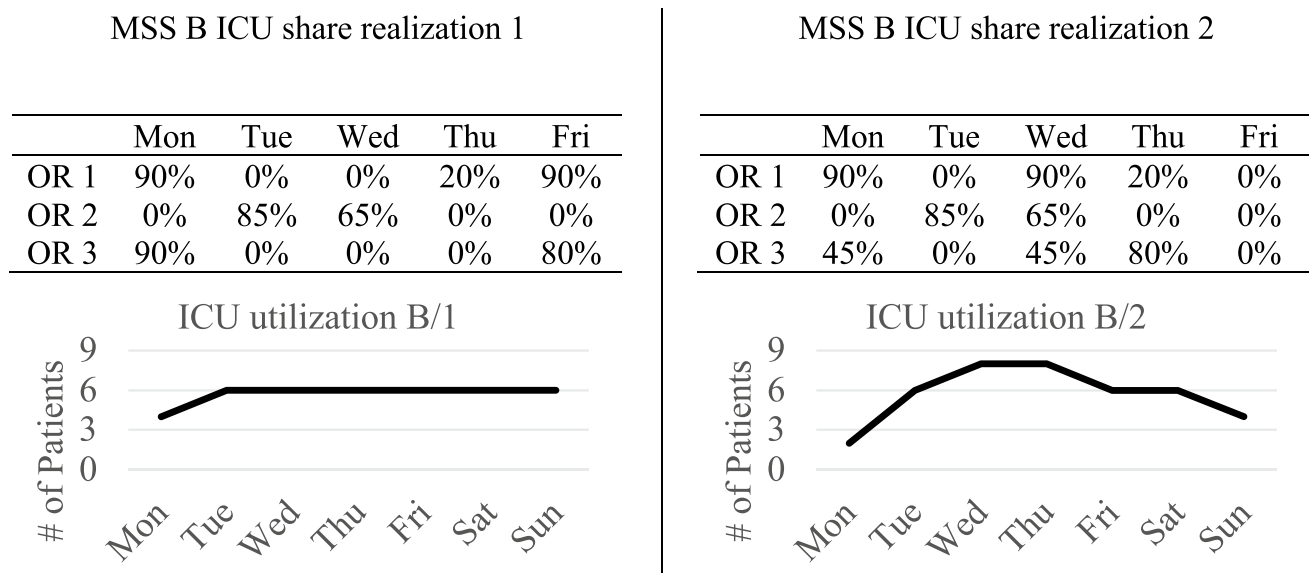 MSS B ICU share realization 1
Mon Tue Wed Thu Fri
OR 1 90% 0% 0% 20% 90%
OR 2 0% 85% 65% 0% 0%
OR 3 90% 0% 0% 0% 80%
ICU utilization B/1
# of Patients
9
6
3
0
Mon Tue Wed Thu Fri Sat Sun
MSS B ICU share realization 2
Mon Tue Wed Thu Fri
OR 1 90% 0% 90% 20% 0%
OR 2 0% 85% 65% 0% 0%
OR 3 45% 0% 45% 80% 0%
ICU utilization B/2
# of Patients
9
6
3
0
Mon Tue Wed Thu Fri Sat Sun